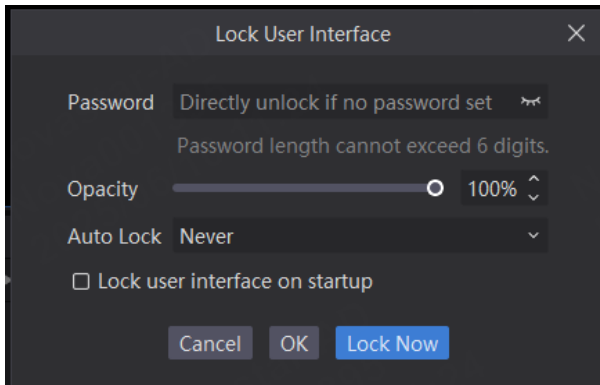 Lock User Interface
Password Directly unlock if no password set
Password length cannot exceed 6 digits.
Opacity 100%
Auto Lock Never
Lock user interface on startup
Cancel OK Lock Now